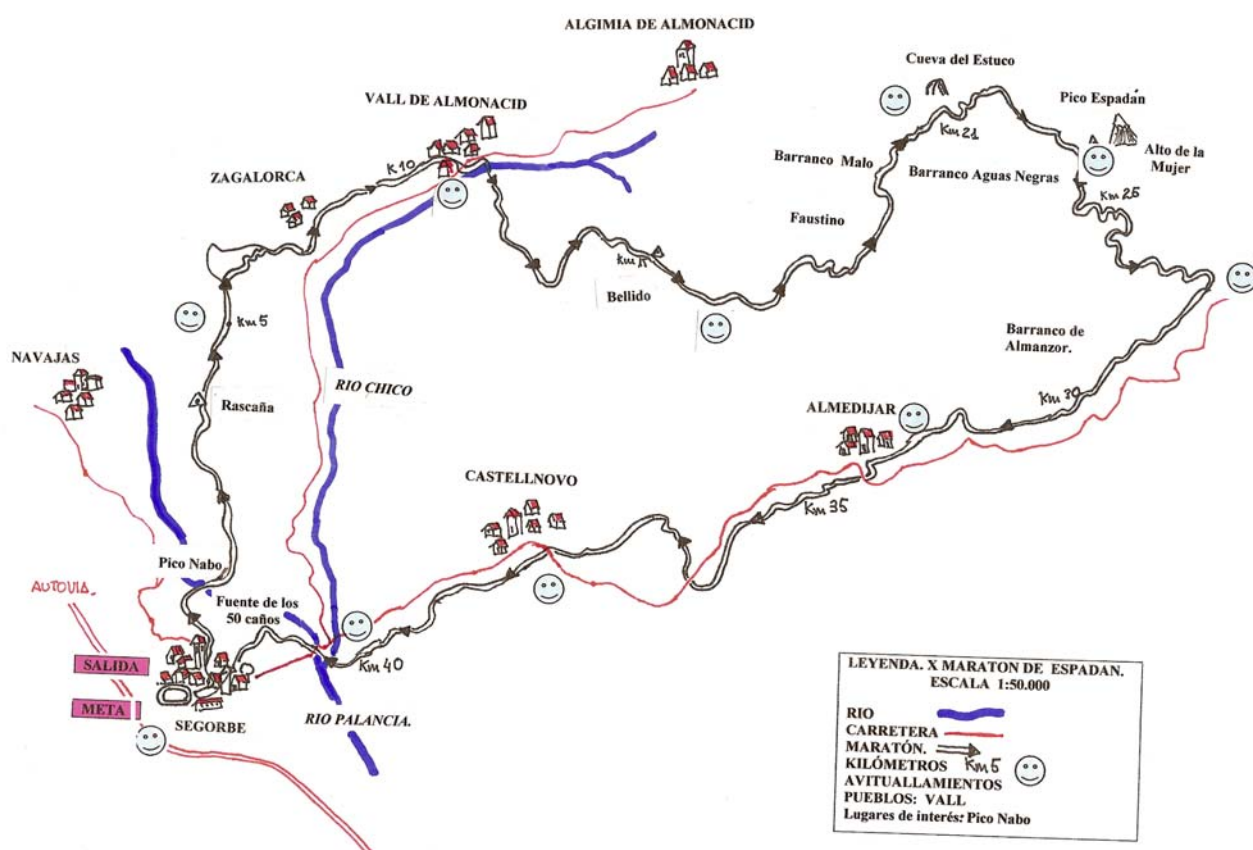 ALGIMIA DE ALMONACID
Cueva del Estuco
VALL DE ALMONACID
Pico Espadán
Km 21
Alto de la
Mujer
Barranco Malo
K 10
ZAGALORCA
Barranco Aguas Negras
Km 25
Faustino
Bellido
Km 5
Barranco de
Almanzor.
NAVAJAS
RIO CHICO
Rascaña
Km 30
ALMEDIJAR
CASTELLNOVO
Km 35
Pico Nabo
AUTOVIA.
Fuente de los
50 caños
SALIDA
Km 40
META
SEGORBE
RIO PALANCIA.
LEYENDA. X MARATON DE ESPADAN.
ESCALA 1:50.000
RIO
CARRETERA
MARATÓN.
KILÓMETROS Km 5
AVITUALLAMIENTOS
PUEBLOS: VALL
Lugares de interés: Pico Nabo